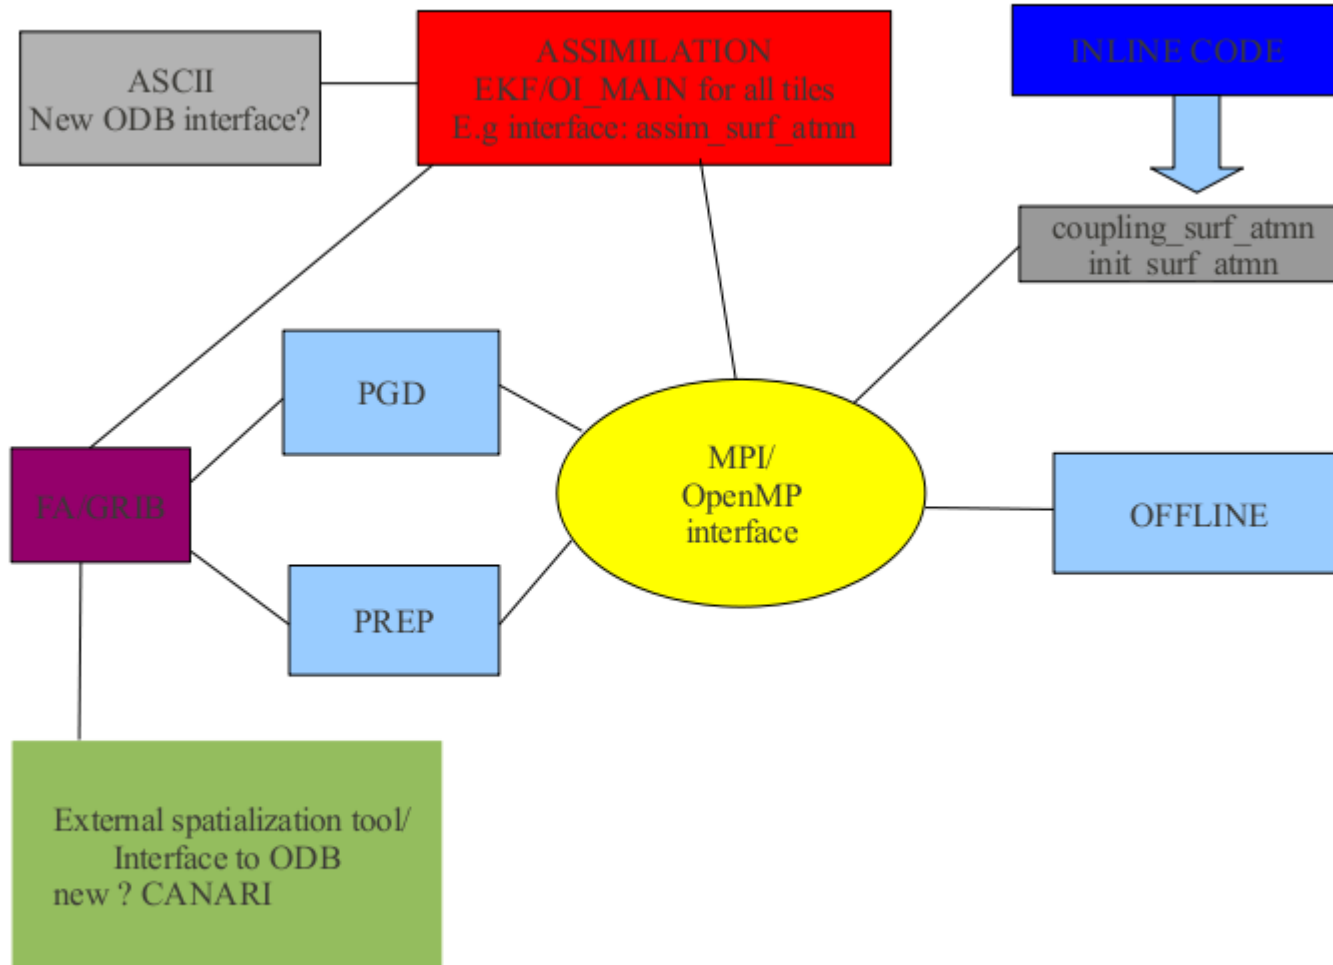 ASCII
New ODB interface?
ASSIMILATION
EKF/OI_MAIN for all tiles
E.g interface: assim_surf_atmn
INLINE CODE
coupling_surf_atmn
init_surf_atmn
PGD
FA/GRIB
MPI/
OpenMP
interface
OFFLINE
PREP
External spatialization tool/
Interface to ODB
new ? CANARI